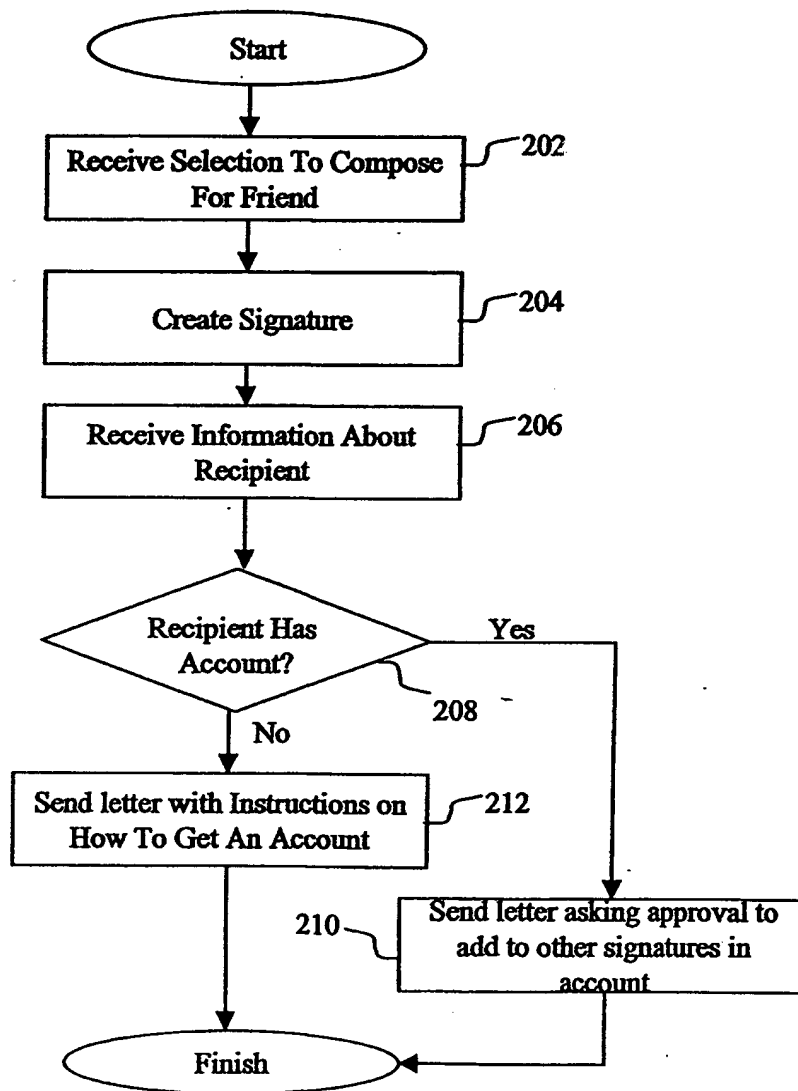 Start
Receive Selection To Compose
For Friend
202
Create Signature
204
Receive Information About
Recipient
206
Recipient Has
Account?
Yes
208
No
Send letter with Instructions on
How To Get An Account
212
210
Send letter asking approval to
add to other signatures in
account
Finish